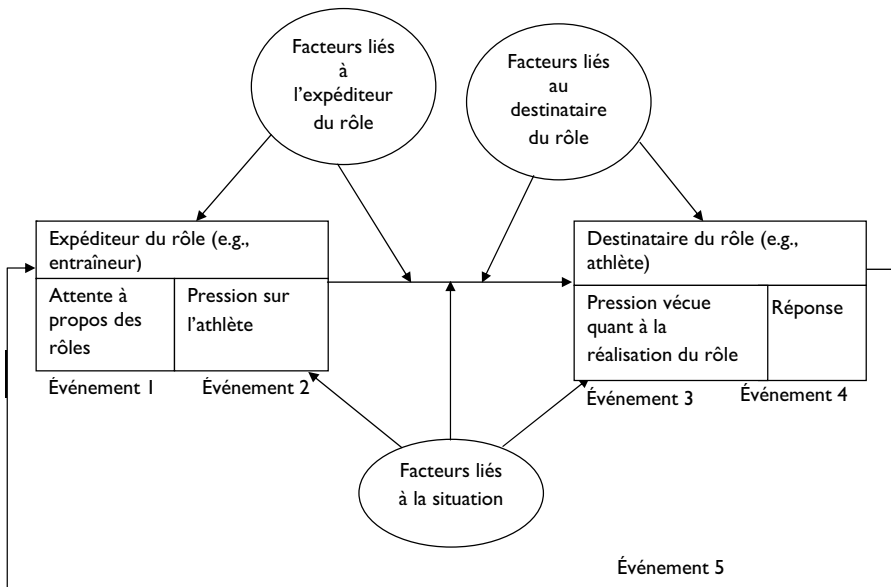 Facteurs liés
à
l'expéditeur
du rôle
Facteurs liés
au
destinataire
du rôle
Expéditeur du rôle (e.g.,
entraîneur)
Attente à
propos des
rôles
Pression sur
l'athlète
Événement 1
Événement 2
Destinataire du rôle (e.g.,
athlète)
Pression vécue
quant à la
réalisation du rôle
Réponse
Événement 3
Événement 4
Facteurs liés
à la situation
Événement 5